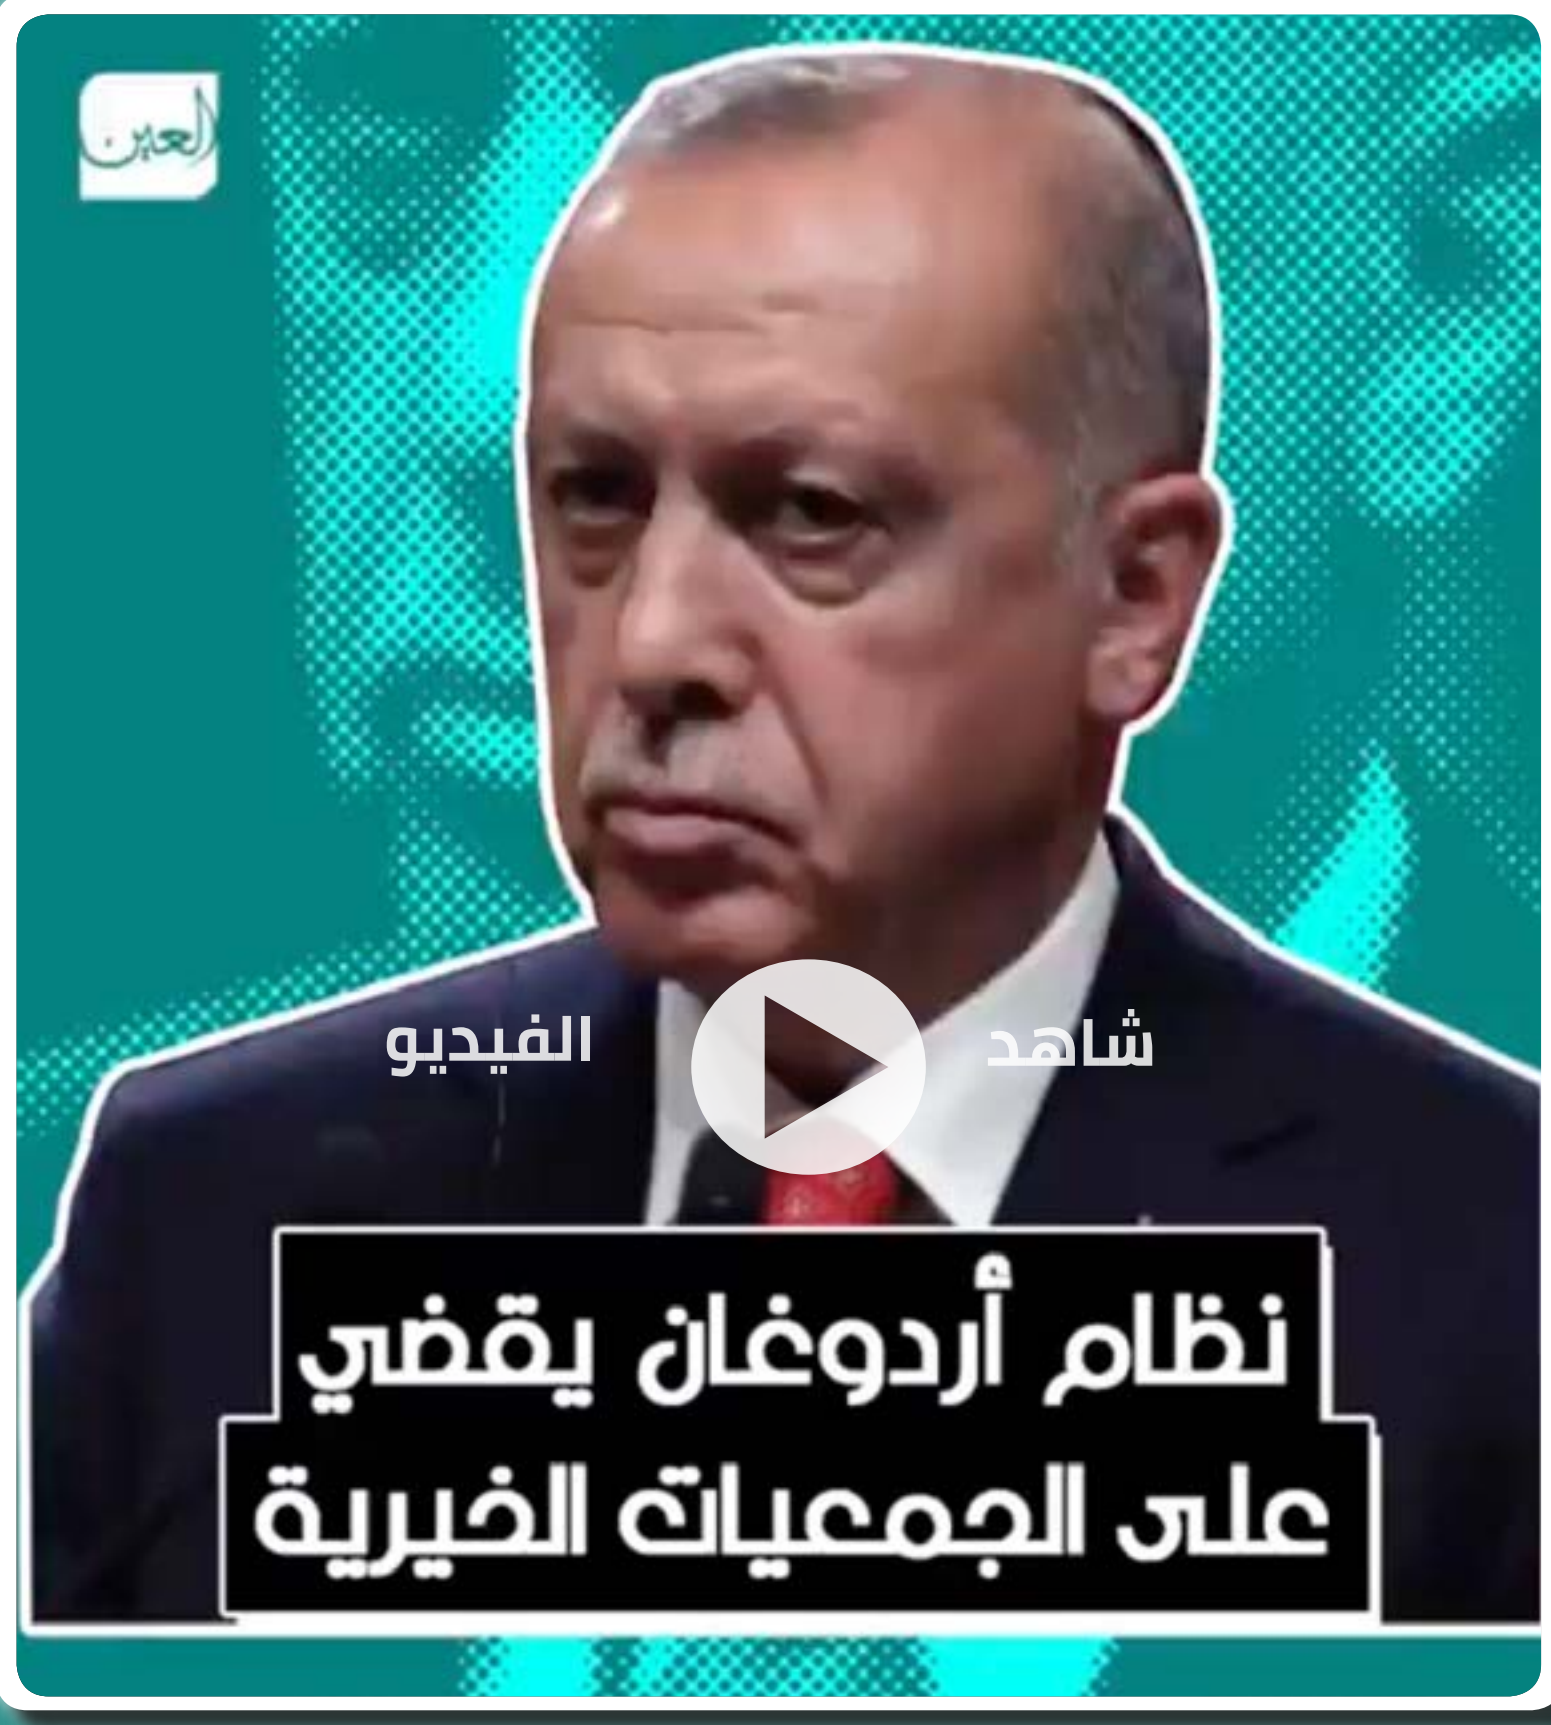 العين
شاهد الفيديو
نظام أردوغان يقضي
على الجمعيات الخيرية